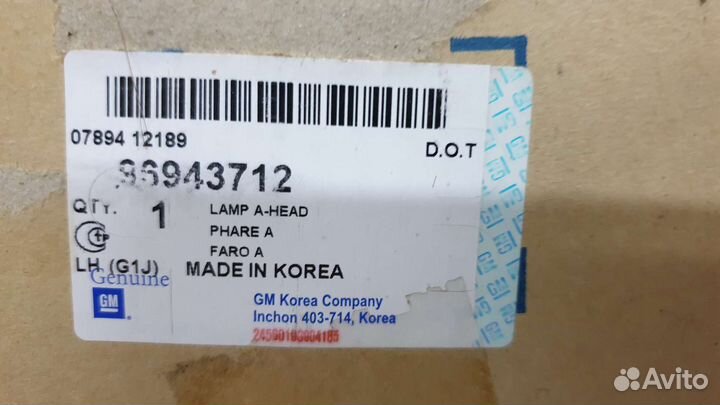 07894 12189
D.O.T
96943712
QTY. 1
LAMP A-HEAD
PHARE A
FARO A
LH (G1J) MADE IN KOREA
Genuine
GM
GM Korea Company
Inchon 403-714, Korea
Avito